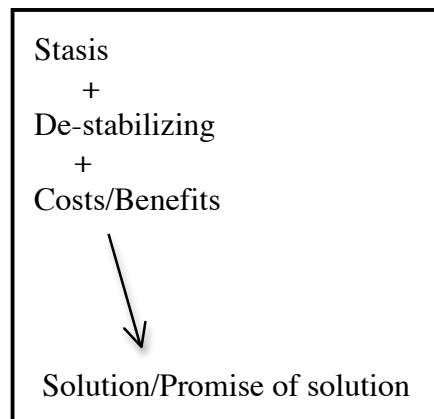 Stasis
+
De-stabilizing
+
Costs/Benefits
Solution/Promise of solution